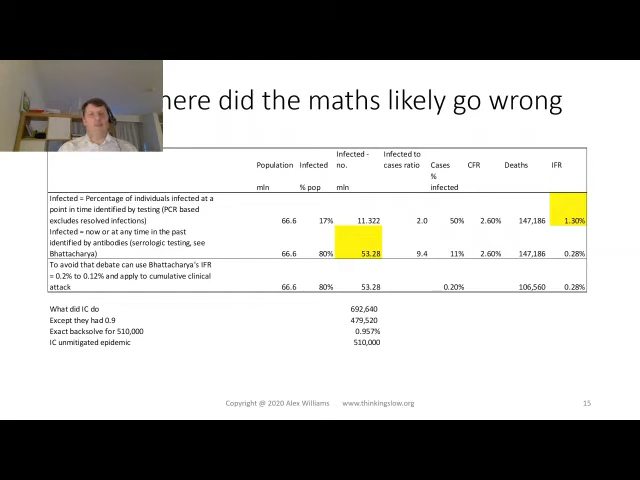 here did the maths likely go wrong
Infected - Infected to
Population Infected no. cases ratio Cases CFR Deaths IFR
%
mln % pop mln infected
Infected = Percentage of individuals infected at a
point in time identified by testing (PCR based
excludes resolved infections) 66.6 17% 11.322 2.0 50% 2.60% 147,186 1.30%
Infected = now or at any time in the past
identified by antibodies (serrologic testing, see
Bhattacharya) 66.6 80% 53.28 9.4 11% 2.60% 147,186 0.28%
To avoid that debate can use Bhattacharya's IFR
= 0.2% to 0.12% and apply to cumulative clinical
attack 66.6 80% 53.28 0.20% 106,560 0.28%
What did IC do 692,640
Except they had 0.9 479,520
Exact backsolve for 510,000 0.957%
IC unmitigated epidemic 510,000
Copyright @ 2020 Alex Williams www.thinkingslow.org 15